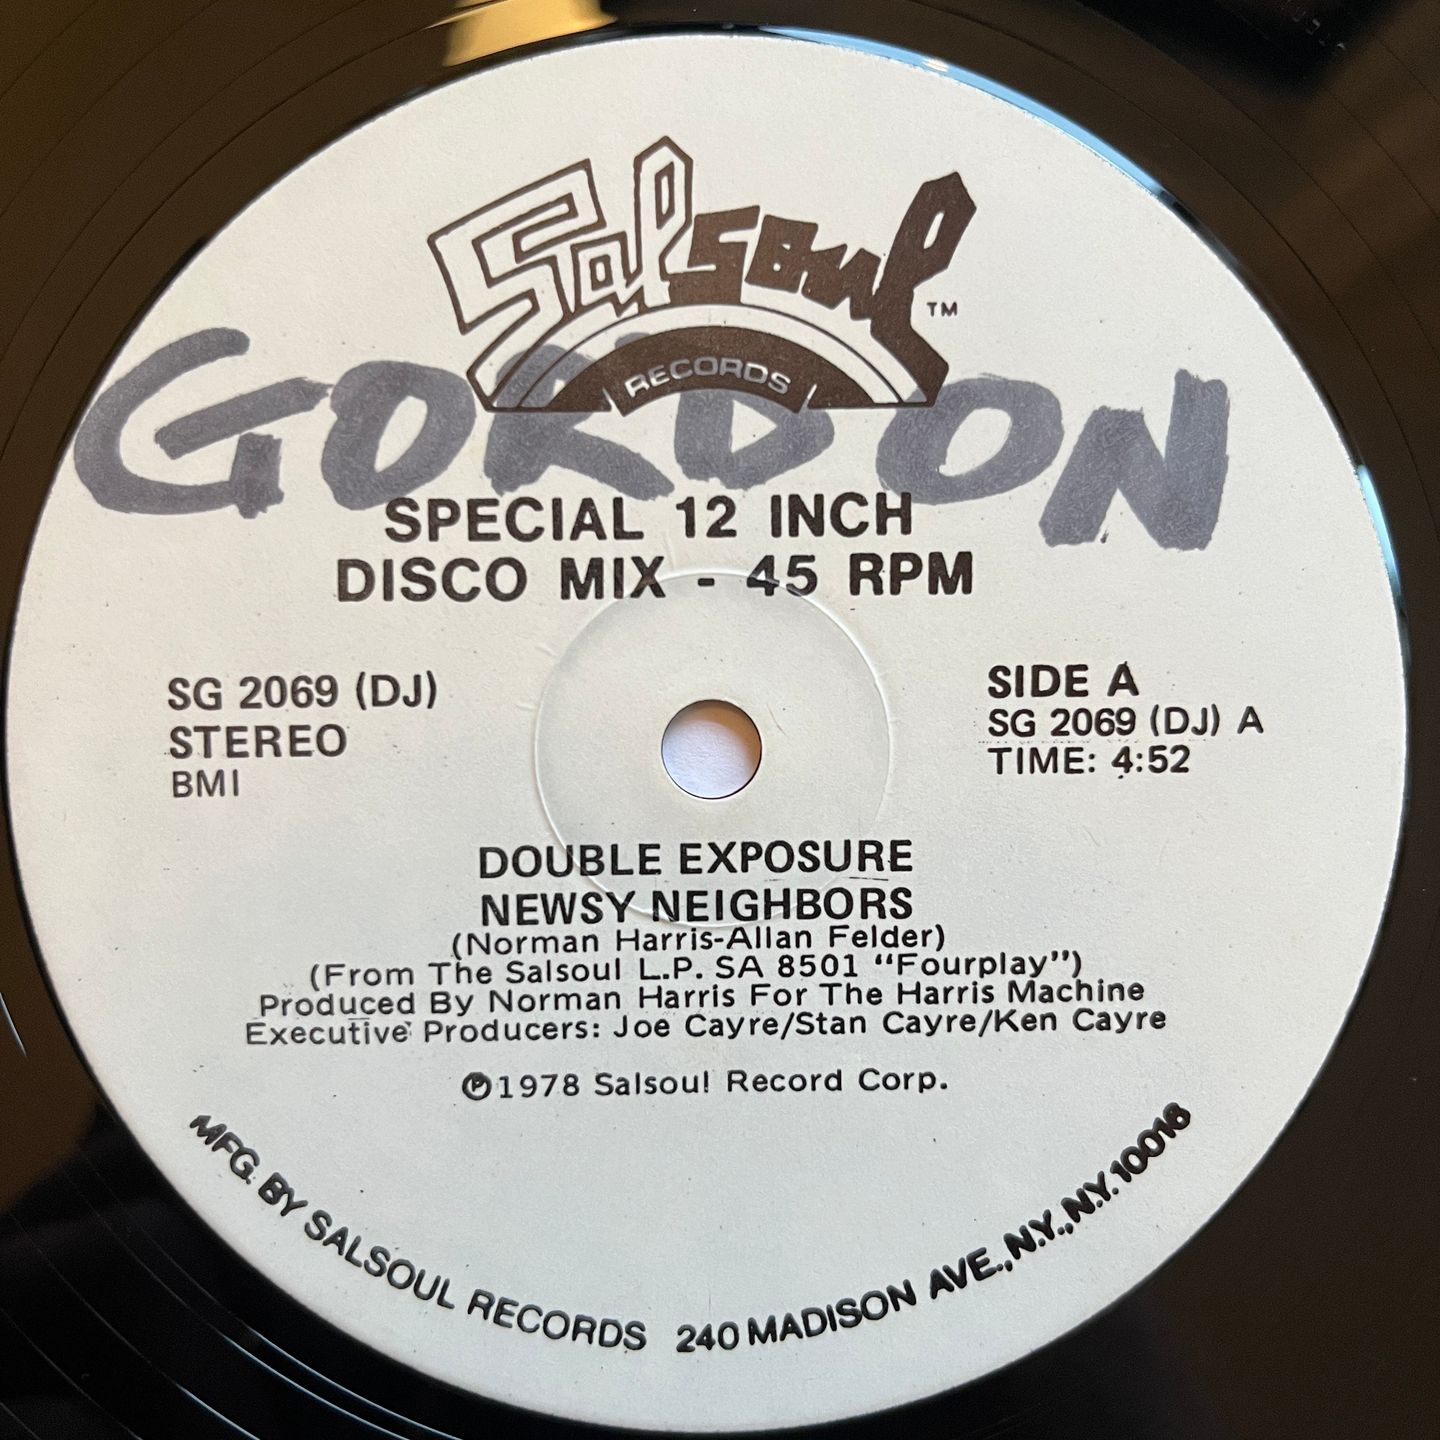 Salsoul TM
RECORDS
GORDON
SPECIAL 12 INCH
DISCO MIX - 45 RPM
SG 2069 (DJ)
STEREO
BMI
SIDE A
SG 2069 (DJ) A
TIME: 4:52
DOUBLE EXPOSURE
NEWSY NEIGHBORS
(Norman Harris-Allan Felder)
(From The Salsoul L.P. SA 8501 “Fourplay”)
Produced By Norman Harris For The Harris Machine
Executive Producers: Joe Cayre/Stan Cayre/Ken Cayre
℗1978 Salsoul Record Corp.
MFG. BY SALSOUL RECORDS 240 MADISON AVE., N.Y., N.Y. 10016